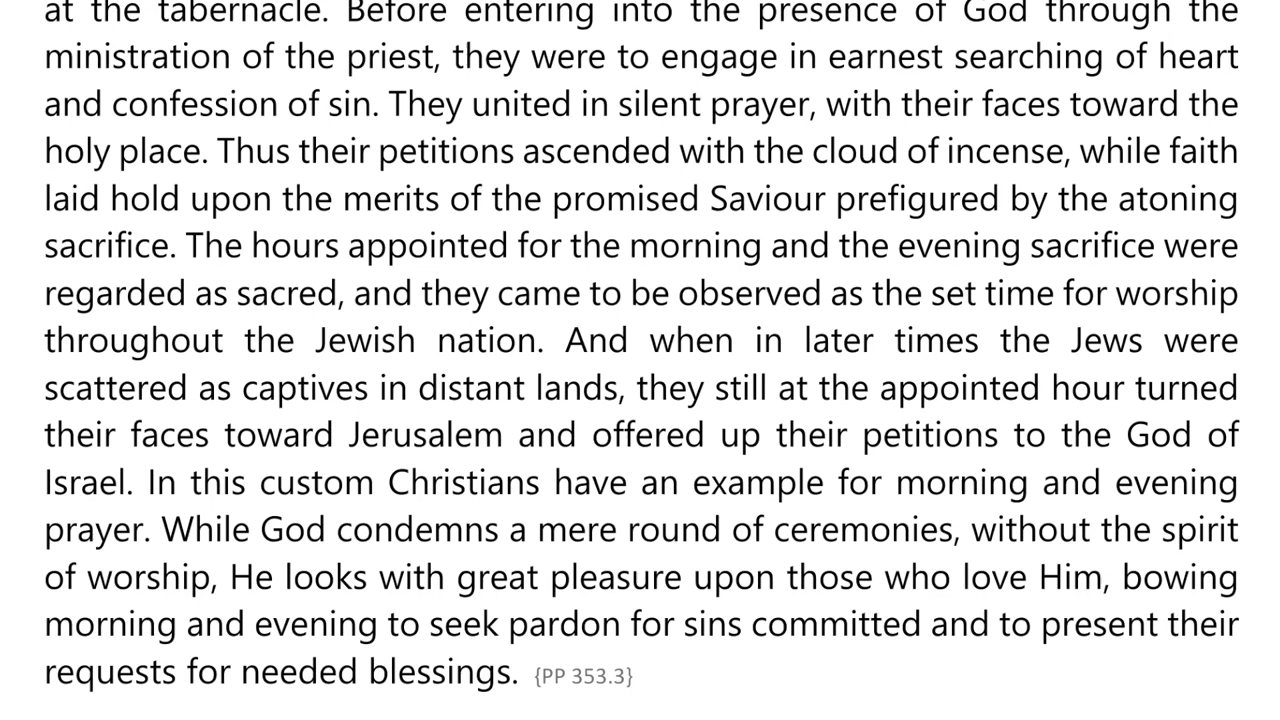 at the tabernacle. Before entering into the presence of God through the
ministration of the priest, they were to engage in earnest searching of heart
and confession of sin. They united in silent prayer, with their faces toward the
holy place. Thus their petitions ascended with the cloud of incense, while faith
laid hold upon the merits of the promised Saviour prefigured by the atoning
sacrifice. The hours appointed for the morning and the evening sacrifice were
regarded as sacred, and they came to be observed as the set time for worship
throughout the Jewish nation. And when in later times the Jews were
scattered as captives in distant lands, they still at the appointed hour turned
their faces toward Jerusalem and offered up their petitions to the God of
Israel. In this custom Christians have an example for morning and evening
prayer. While God condemns a mere round of ceremonies, without the spirit
of worship, He looks with great pleasure upon those who love Him, bowing
morning and evening to seek pardon for sins committed and to present their
requests for needed blessings. {PP 353.3}